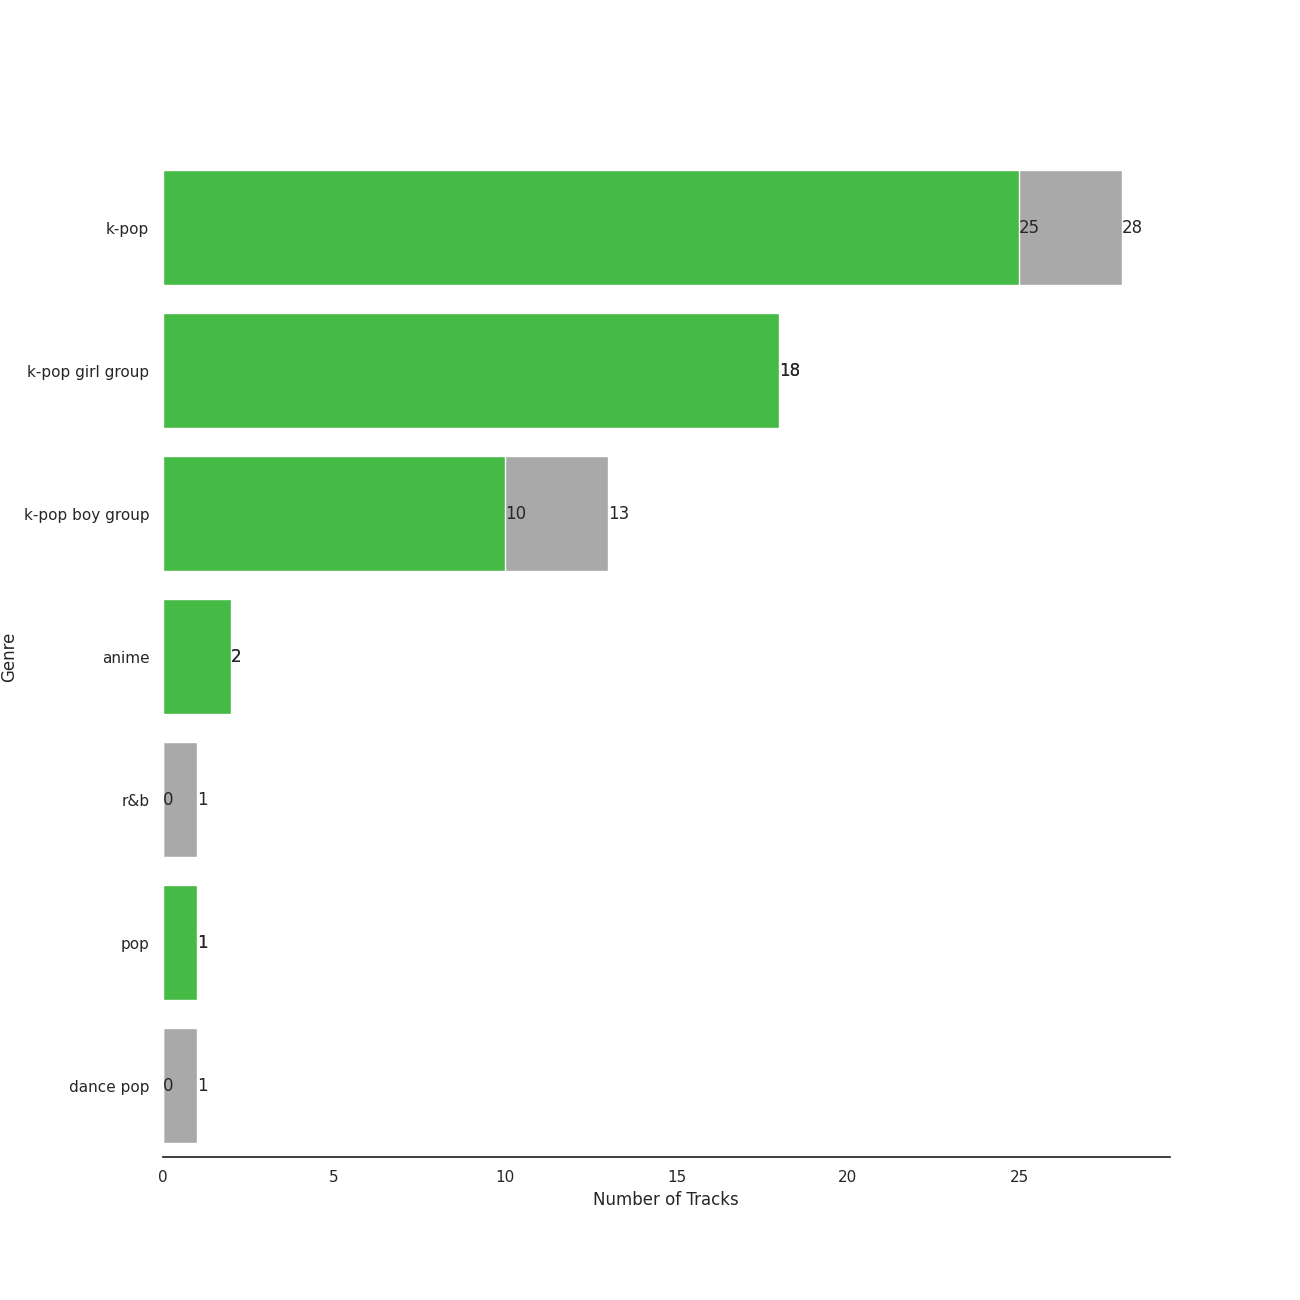 k-pop 25 28
k-pop girl group 18
k-pop boy group 10 13
anime 2
Genre
r&b 0 1
pop 1
dance pop 0 1
0 5 10 15 20 25
Number of Tracks